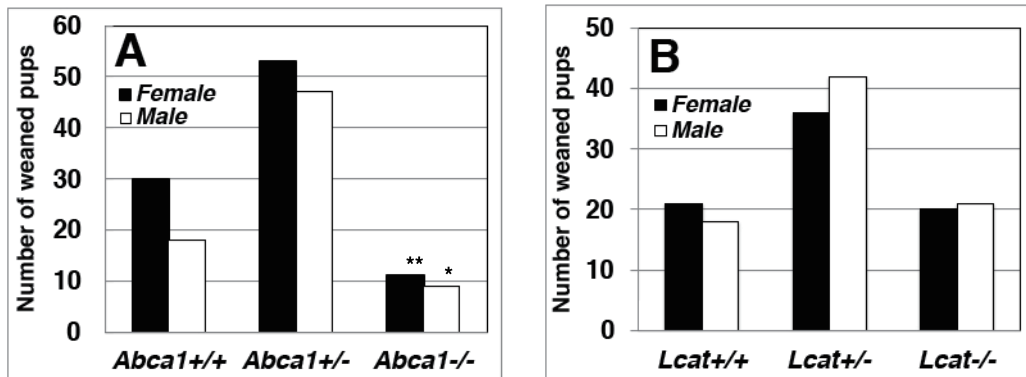 A
Number of weaned pups
60
50
40
30
20
10
0
Female
Male
**
*
Abca1+/+ Abca1+/- Abca1-/-
B
Number of weaned pups
50
40
30
20
10
0
Female
Male
Lcat+/+ Lcat+/- Lcat-/-